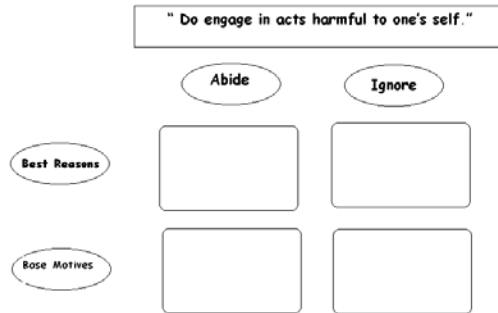 " Do engage in acts harmful to one's self."
Abide
Ignore
Best Reasons
Base Motives